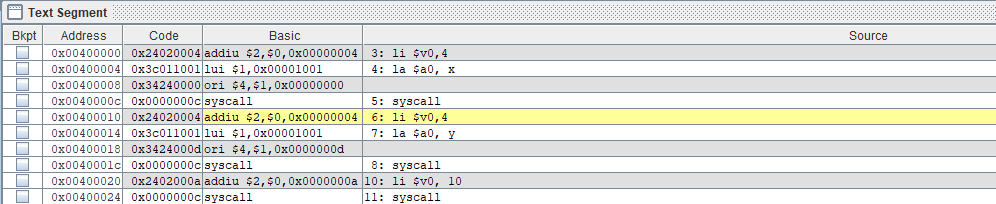 Text Segment
Bkpt Address Code Basic Source
0x00400000 0x24020004 addiu $2,$0,0x00000004 3: li $v0,4
0x00400004 0x3c011001 lui $1,0x00001001 4: la $a0, x
0x00400008 0x34240000 ori $4,$1,0x00000000
0x0040000c 0x0000000c syscall 5: syscall
0x00400010 0x24020004 addiu $2,$0,0x00000004 6: li $v0,4
0x00400014 0x3c011001 lui $1,0x00001001 7: la $a0, y
0x00400018 0x3424000d ori $4,$1,0x0000000d
0x0040001c 0x0000000c syscall 8: syscall
0x00400020 0x2402000a addiu $2,$0,0x0000000a 10: li $v0, 10
0x00400024 0x0000000c syscall 11: syscall